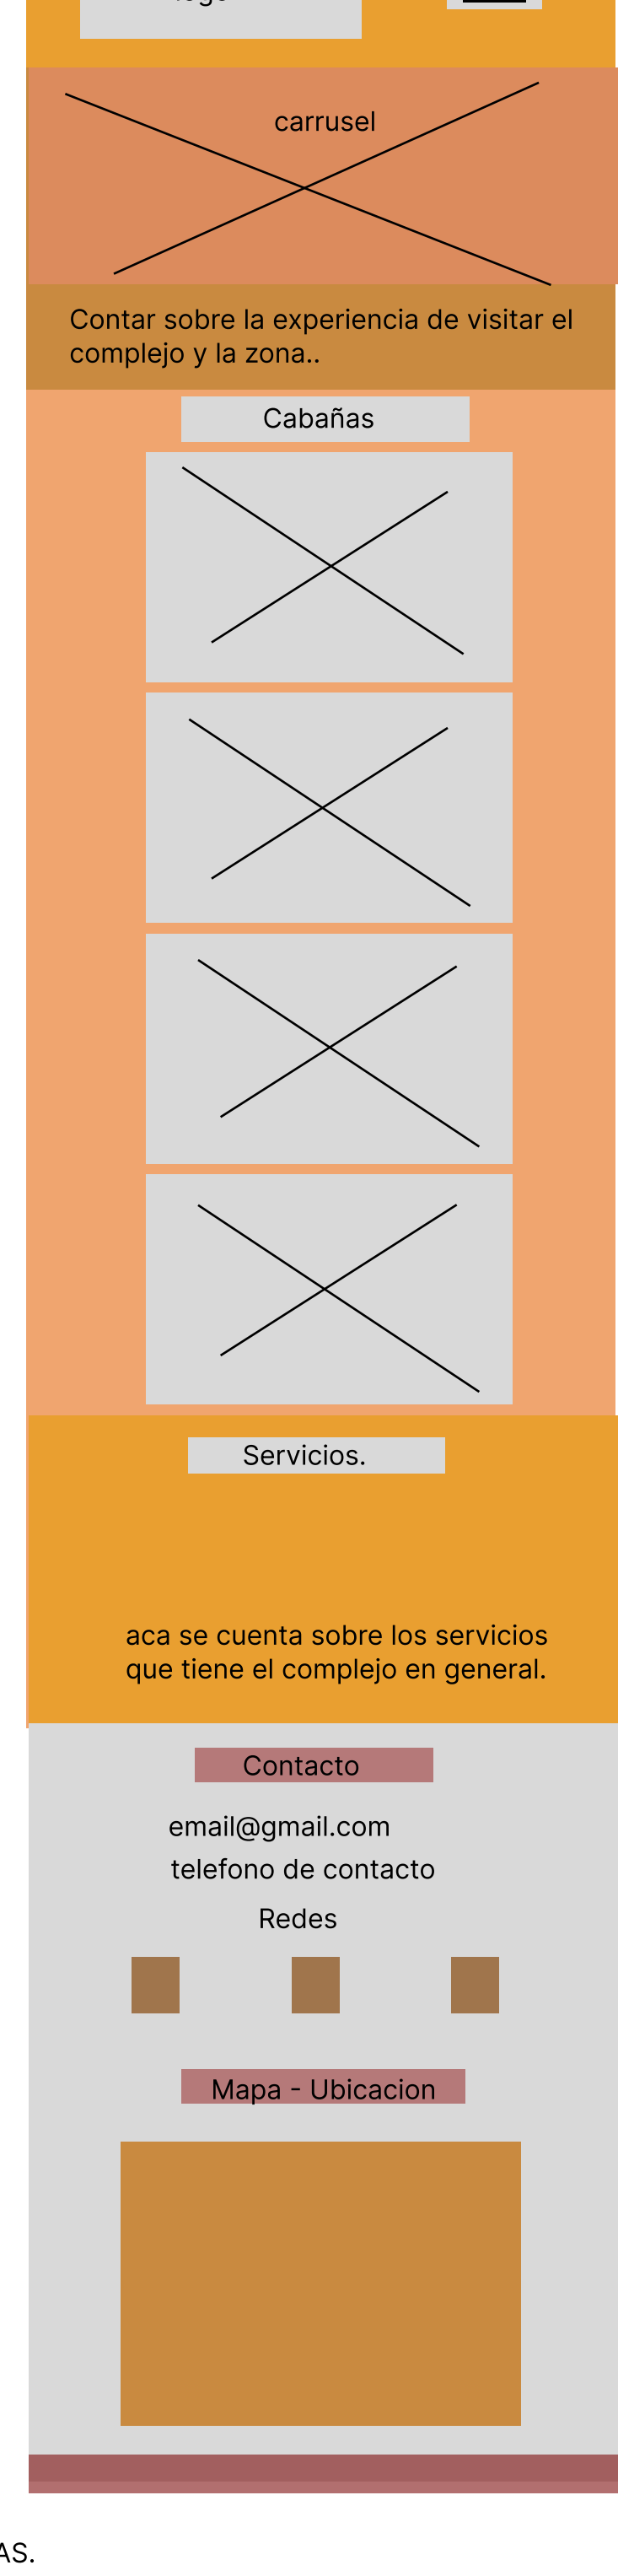 carrusel
Contar sobre la experiencia de visitar el
complejo y la zona..
Cabañas
Servicios.
aca se cuenta sobre los servicios
que tiene el complejo en general.
Contacto
email@gmail.com
telefono de contacto
Redes
Mapa - Ubicacion
AS.